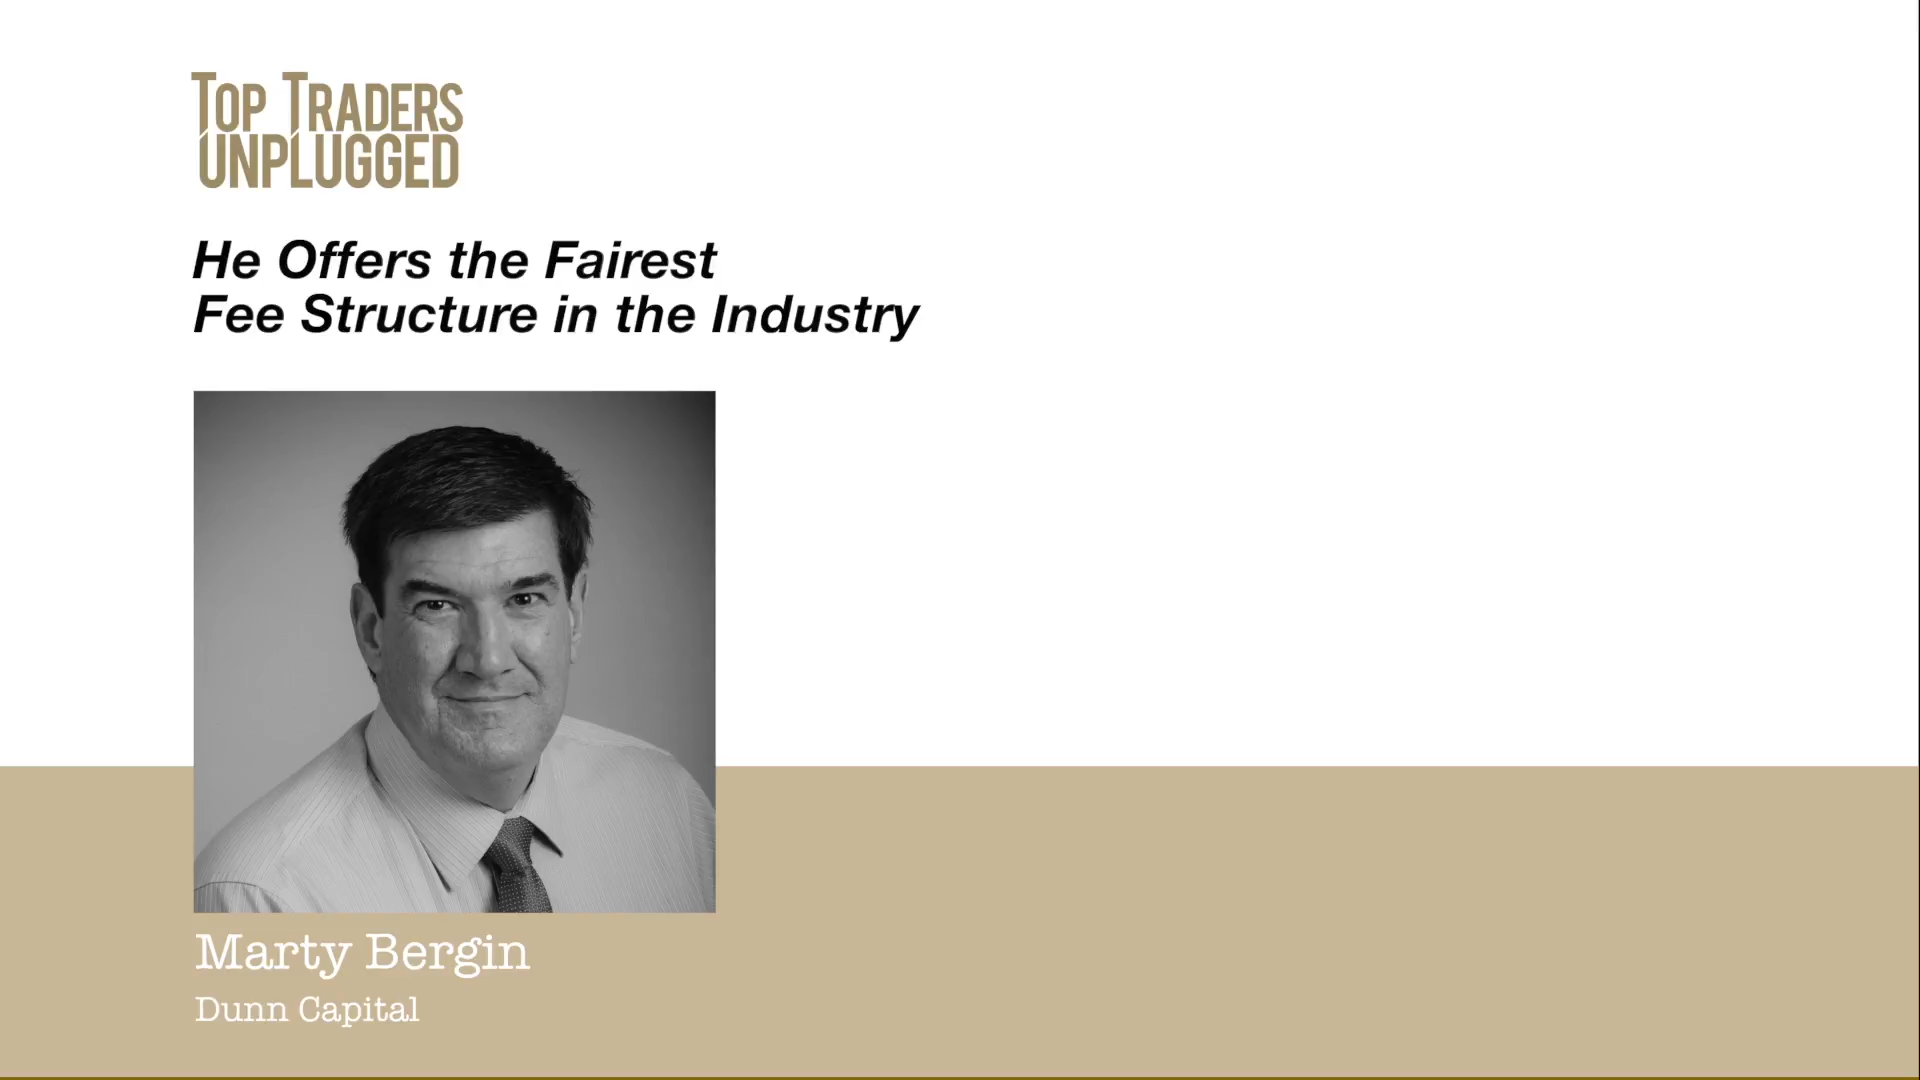 TOP TRADERS
UNPLUGGED
He Offers the Fairest
Fee Structure in the Industry
Marty Bergin
Dunn Capital